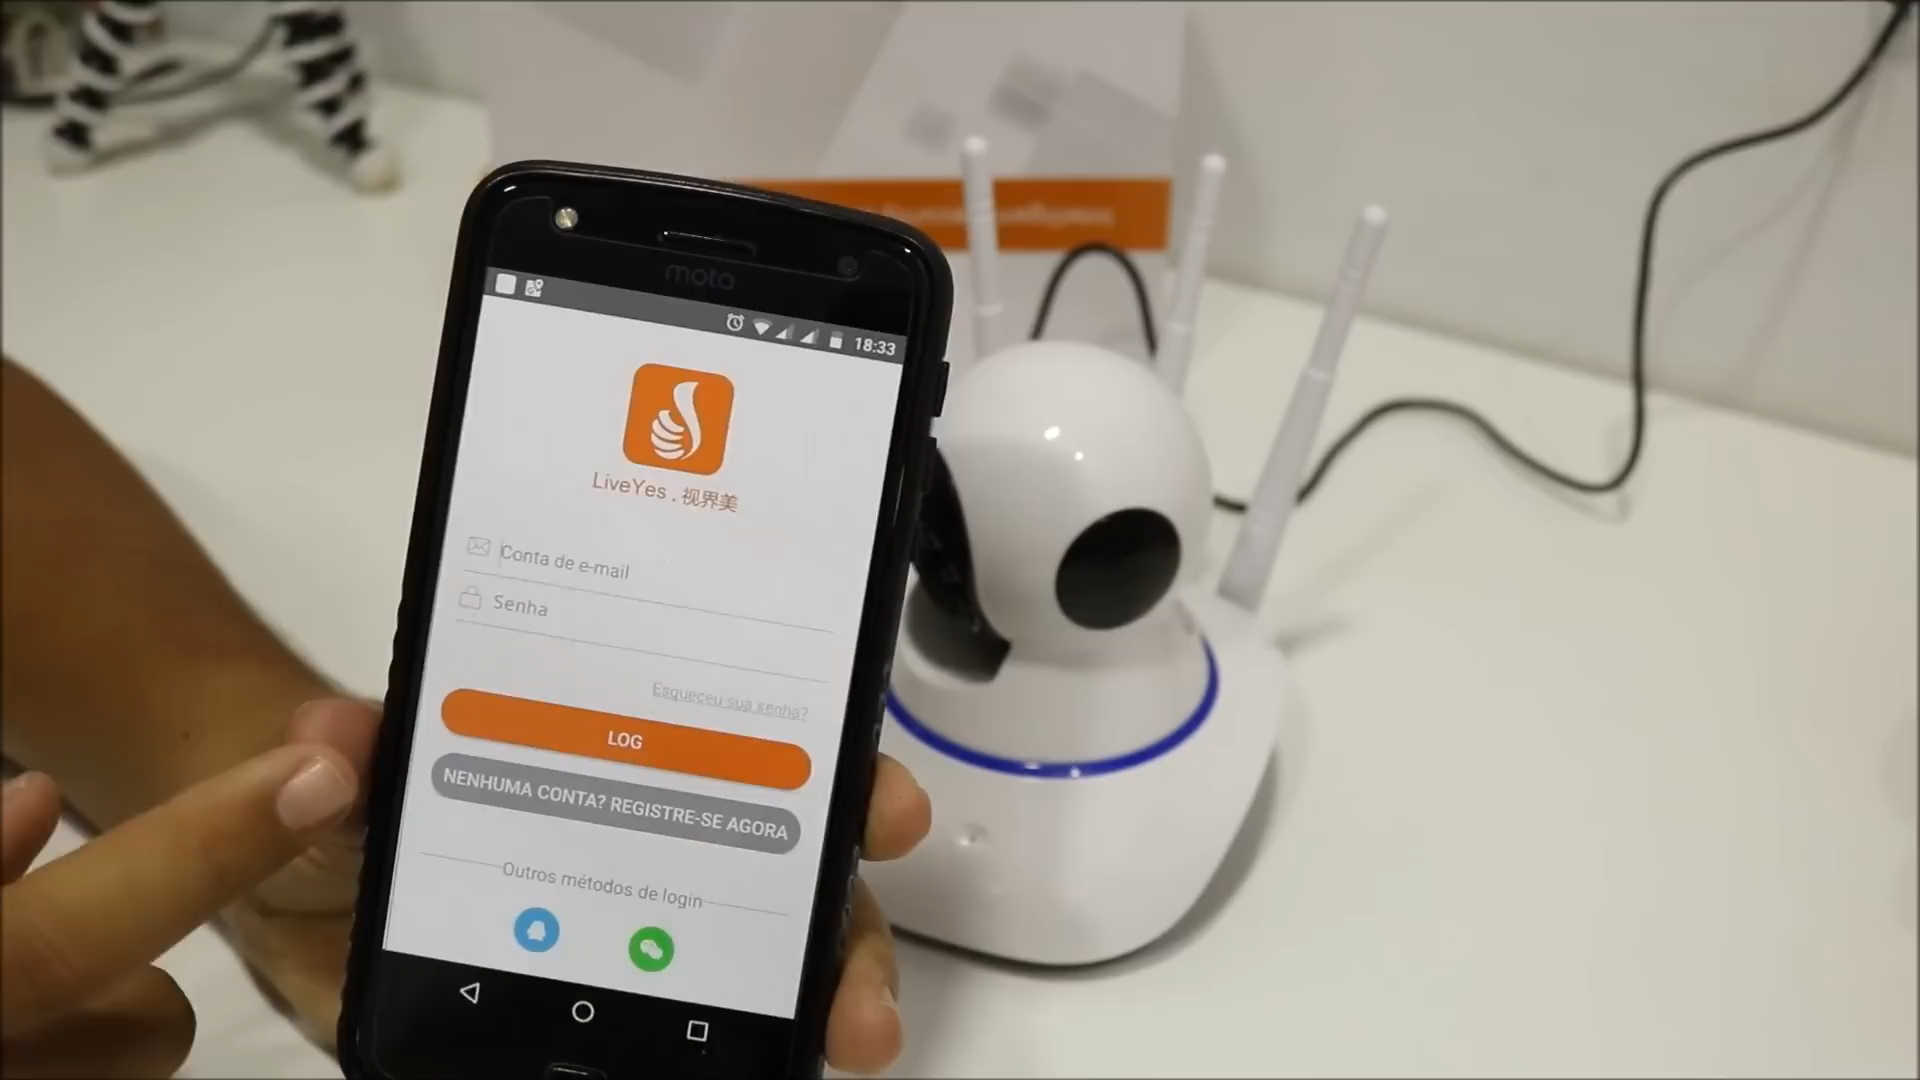 moto
18:33
LiveYes . 视界美
Conta de e-mail
Senha
Esqueceu sua senha?
LOG
NENHUMA CONTA? REGISTRE-SE AGORA
Outros métodos de login